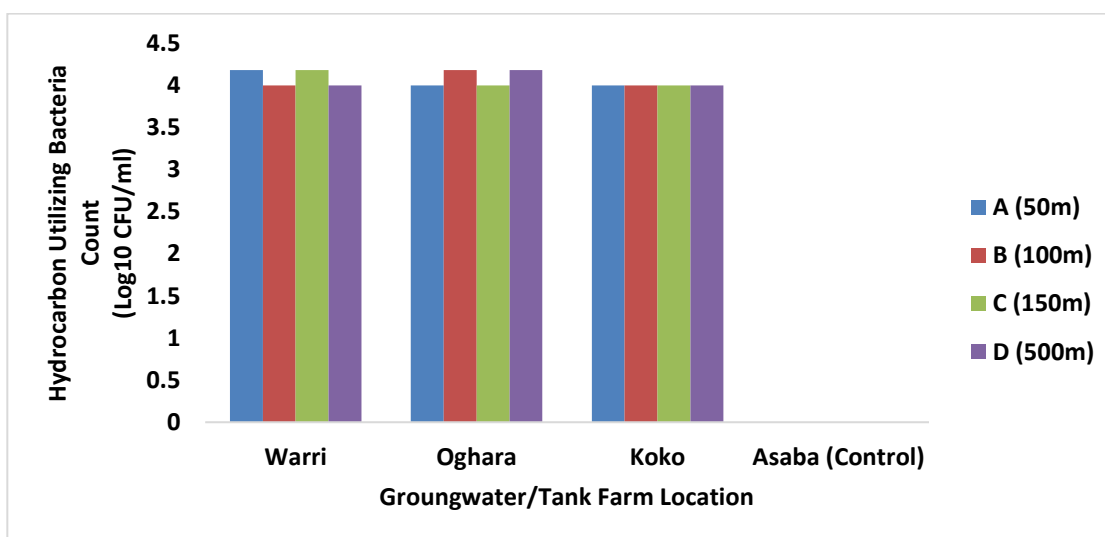 Hydrocarbon Utilizing Bacteria
Count
(Log10 CFU/ml)
4.5
4
3.5
3
2.5
2
1.5
1
0.5
0
Warri Oghara Koko Asaba (Control)
Groungwater/Tank Farm Location
A (50m)
B (100m)
C (150m)
D (500m)